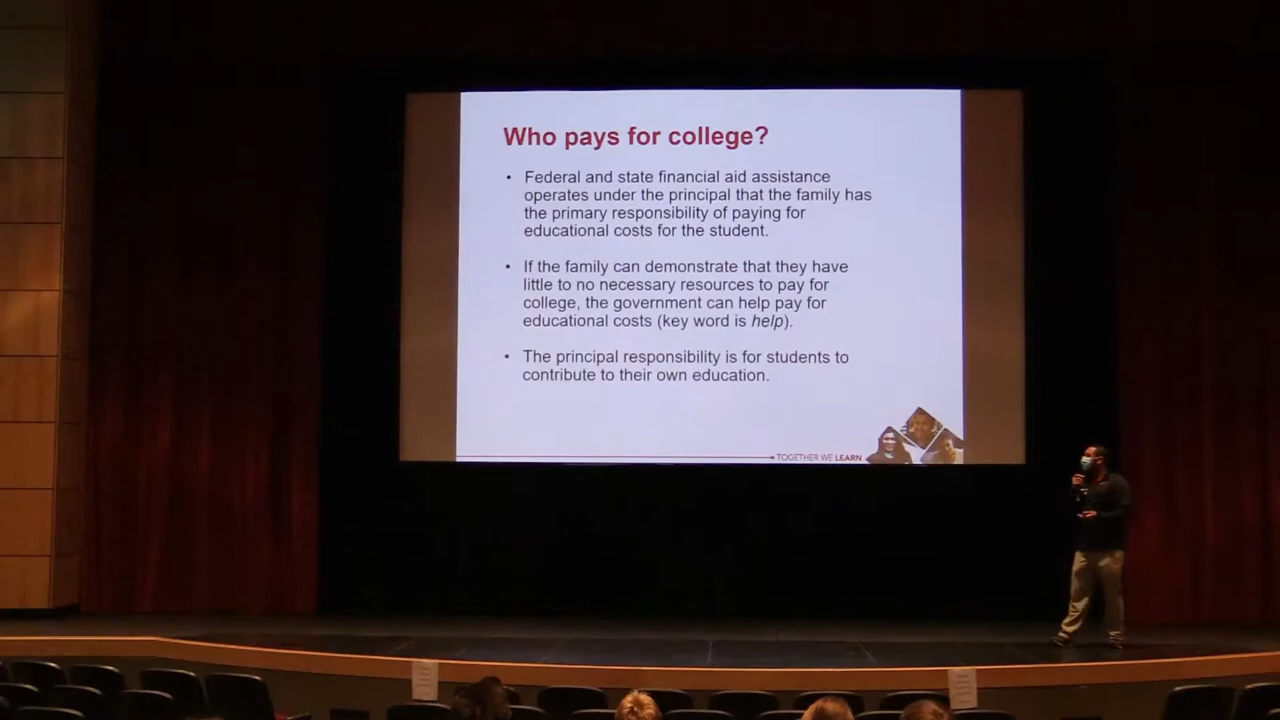 Who pays for college?
• Federal and state financial aid assistance
operates under the principal that the family has
the primary responsibility of paying for
educational costs for the student.
• If the family can demonstrate that they have
little to no necessary resources to pay for
college, the government can help pay for
educational costs (key word is help).
• The principal responsibility is for students to
contribute to their own education.
TOGETHER WE LEARN